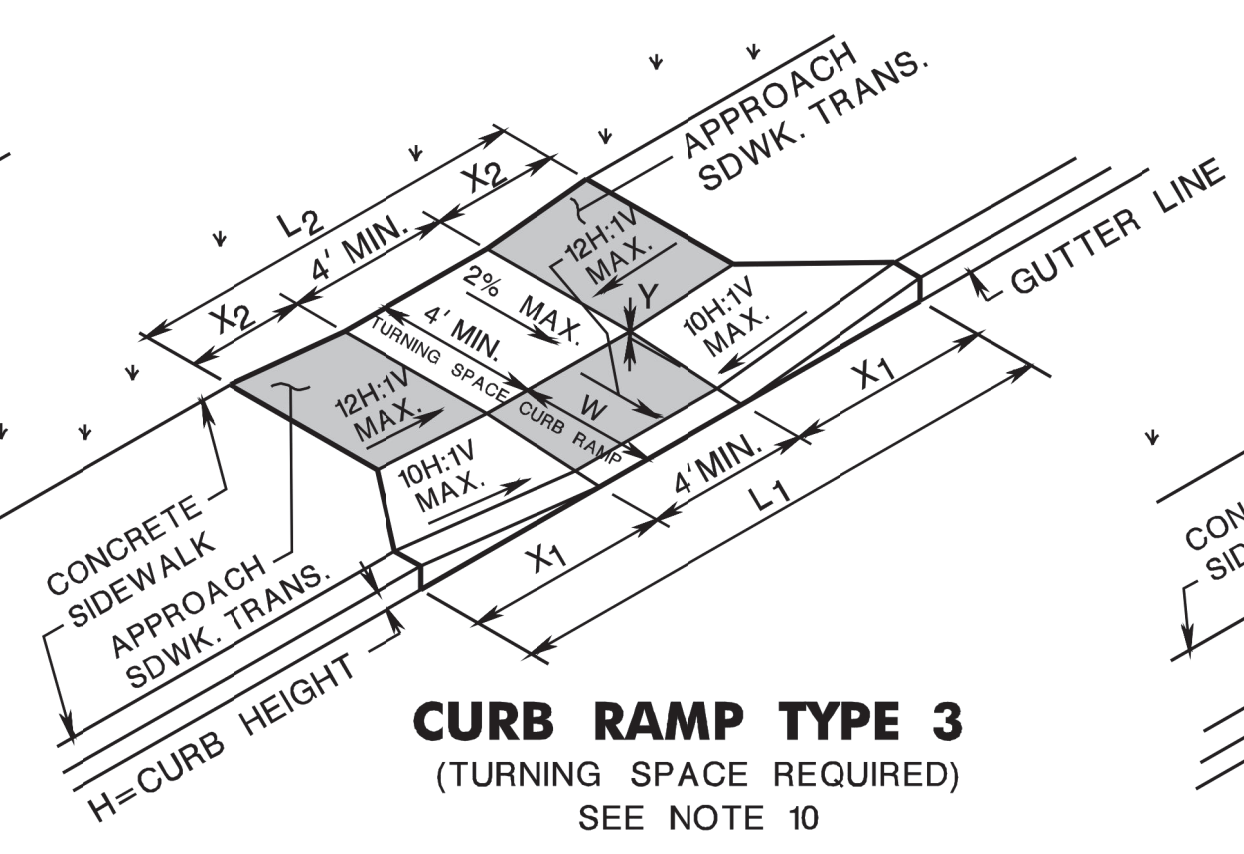 APPROACH
SDWK. TRANS.
GUTTER LINE
X2
L2
4' MIN.
X2
12H:1V
MAX.
2% MAX.
Y
10H:1V
MAX.
4' MIN.
TURNING SPACE
12H:1V
MAX.
W
CURB RAMP
10H:1V
MAX.
X1
4' MIN.
L1
X1
CONCRETE
SIDEWALK
APPROACH
SDWK. TRANS.
H=CURB HEIGHT
CURB RAMP TYPE 3
(TURNING SPACE REQUIRED)
SEE NOTE 10